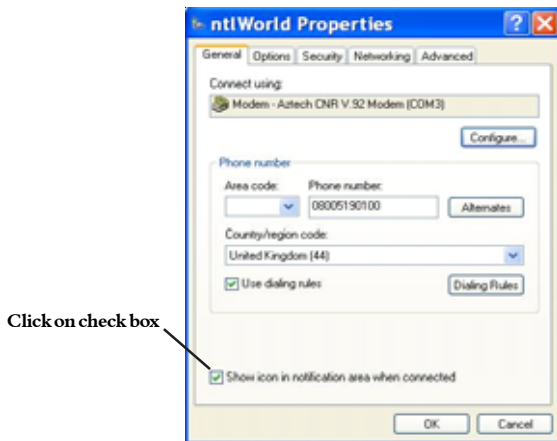 ntlWorld Properties
General Options Security Networking Advanced
Connect using:
Modem - Aztech CNR V.92 Modem (COM3)
Configure...
Phone number
Area code: Phone number:
08005190100 Alternates
Country/region code:
United Kingdom (44)
Use dialing rules Dialing Rules
Click on check box
Show icon in notification area when connected
OK Cancel